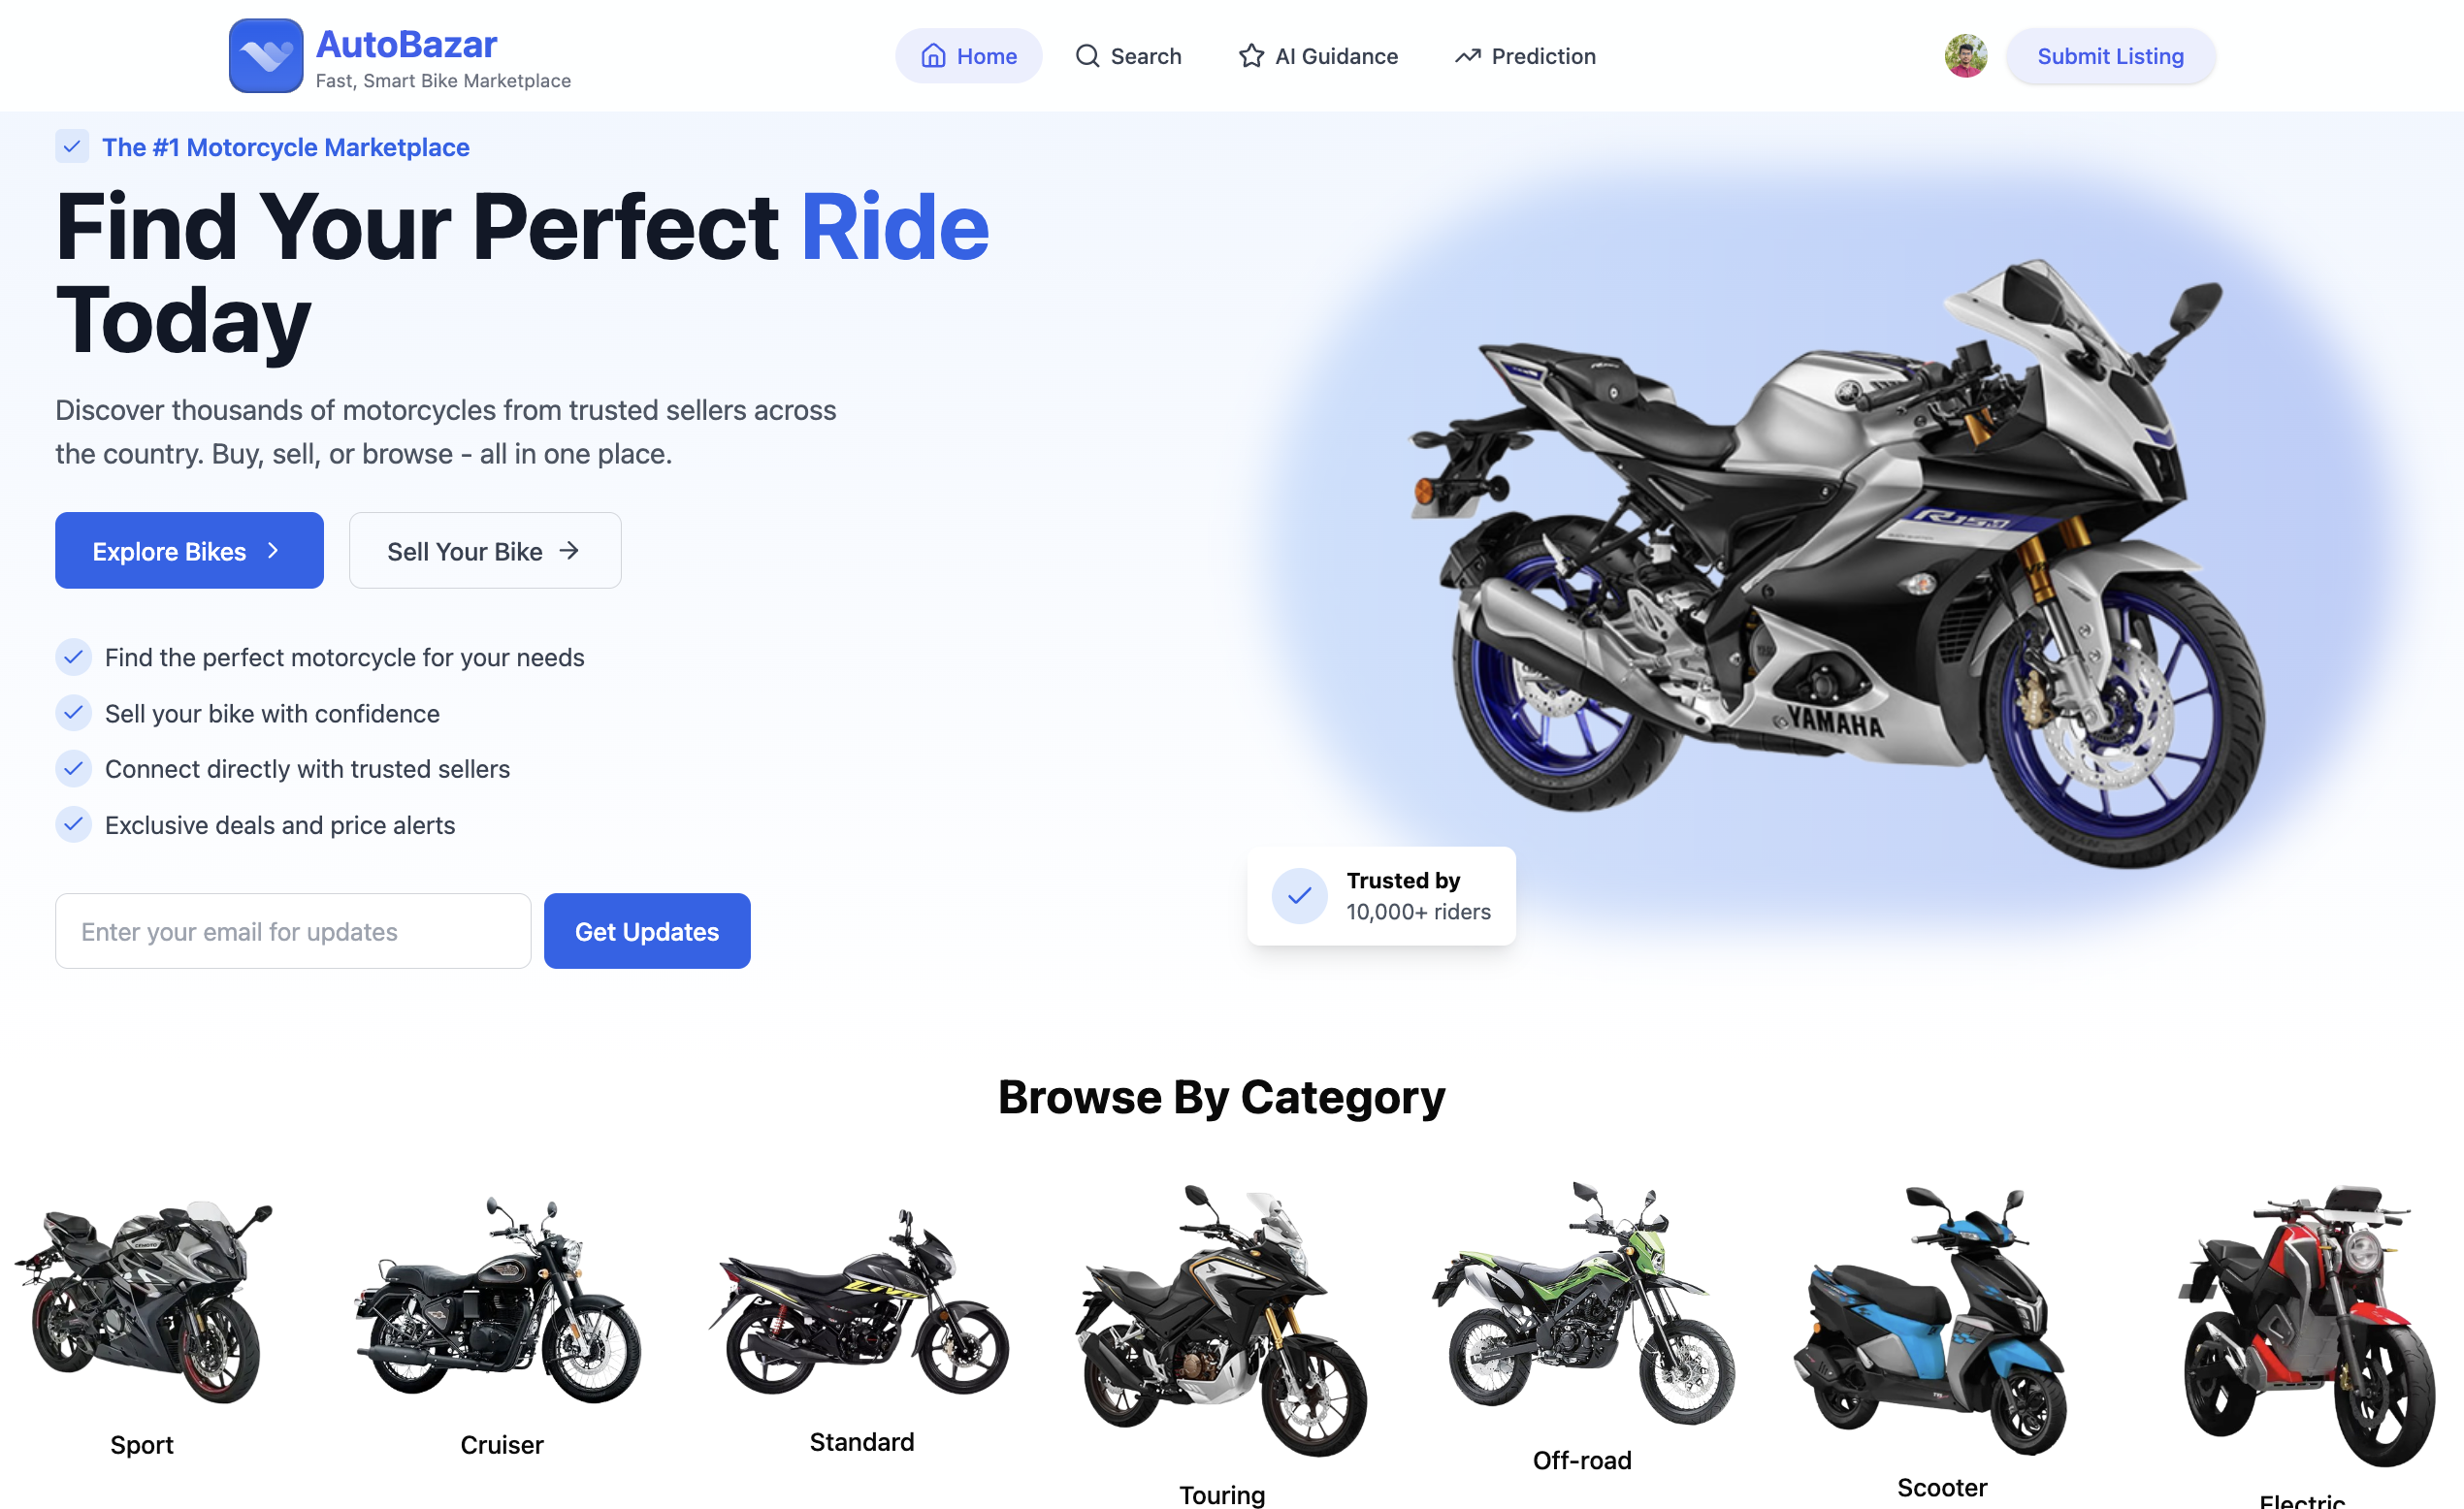 AutoBazar
Fast, Smart Bike Marketplace
Home
Search
AI Guidance
Prediction
Submit Listing
The #1 Motorcycle Marketplace
Find Your Perfect Ride
Today
Discover thousands of motorcycles from trusted sellers across
the country. Buy, sell, or browse - all in one place.
Explore Bikes
Sell Your Bike
Find the perfect motorcycle for your needs
Sell your bike with confidence
Connect directly with trusted sellers
Exclusive deals and price alerts
Enter your email for updates
Get Updates
YAMAHA
Trusted by
10,000+ riders
Browse By Category
Sport
Cruiser
Standard
Touring
Off-road
Scooter
Electric